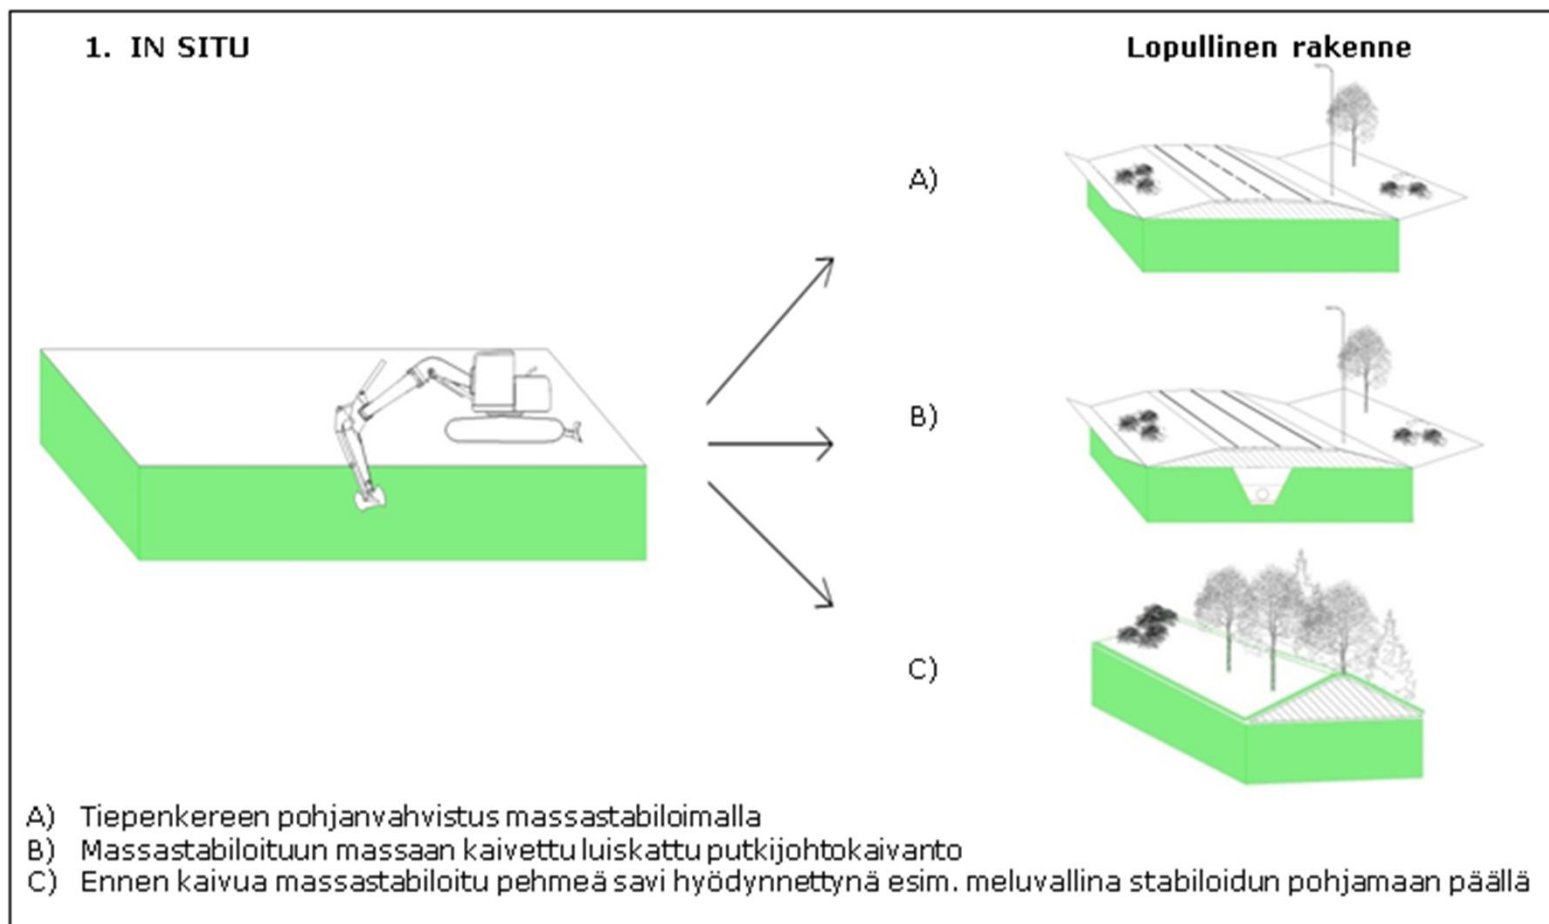 1. IN SITU
Lopullinen rakenne
A)
B)
C)
A) Tiepenkereen pohjanvahvistus massastabiloimalla
B) Massastabiloituun massaan kaivettu luiskattu putkijohtokaivanto
C) Ennen kaivua massastabiloitu pehmeä savi hyödynnettynä esim. meluvallina stabiloidun pohjamaan päällä